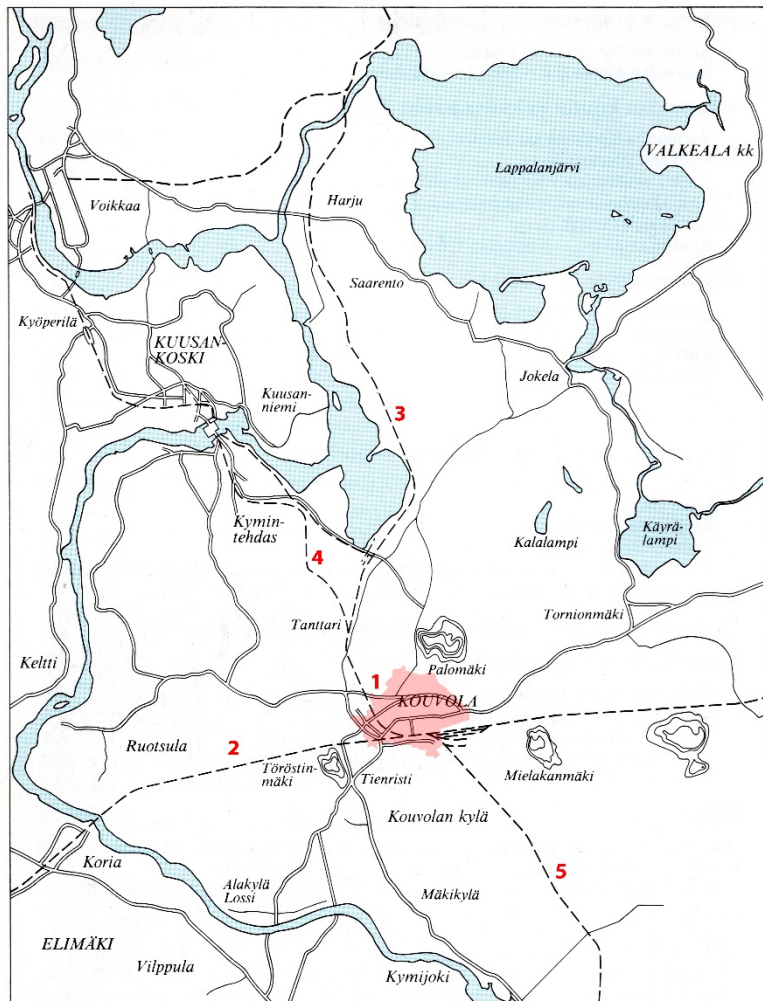 VALKEALA kk
Lappalanjärvi
Voikkaa
Harju
Saarento
Kyöperilä
KUUSAN-
KOSKI
Jokela
Kuusan-
niemi
3
Kymin-
tehdas
Kalalampi
Käyrä-
lampi
4
Tanttari
Tornionmäki
Keltti
Palomäki
1
KOUVOLA
Ruotsula
2
Töröstin-
mäki
Tienristi
Mielakanmäki
Kouvolan kylä
Koria
Alakylä
Lossi
Mäkikylä
5
ELIMÄKI
Vilppula
Kymijoki